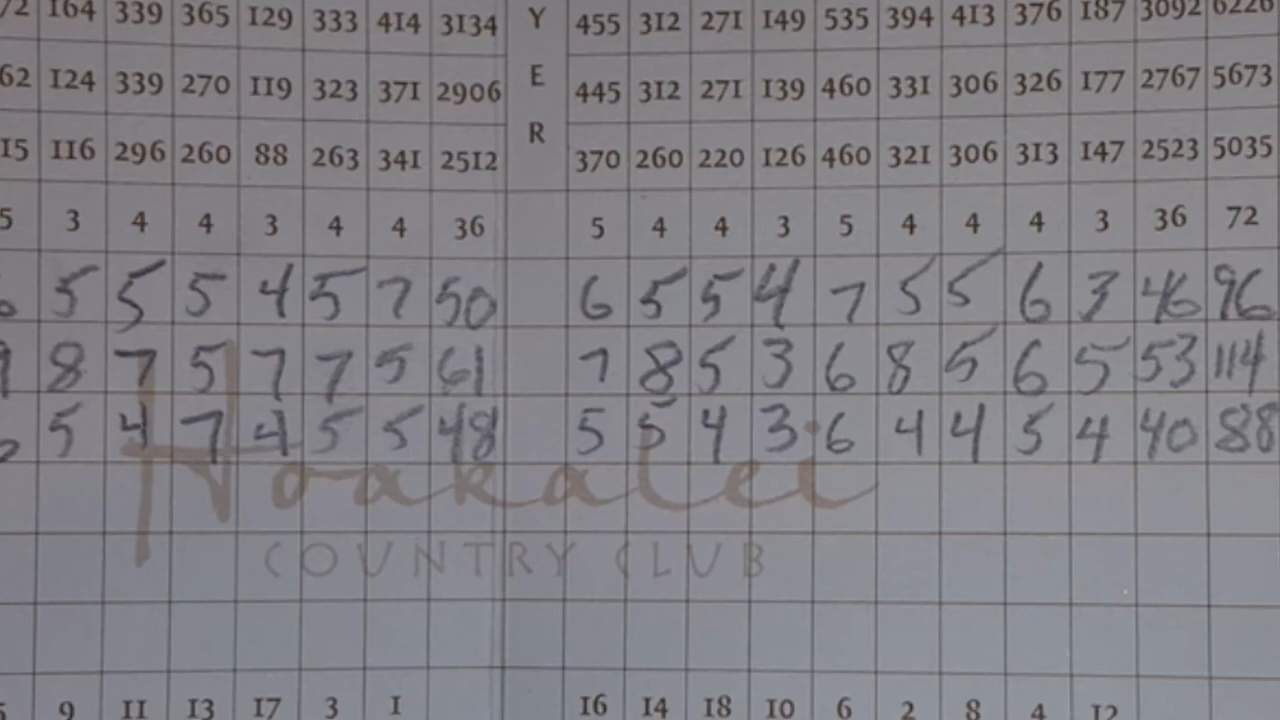 72 164 339 365 129 333 414 3134 Y 455 312 271 149 535 394 413 376 187 3092 6226
62 124 339 270 119 323 371 2906 E 445 312 271 139 460 331 306 326 177 2767 5673
15 116 296 260 88 263 341 2512 R 370 260 220 126 460 321 306 313 147 2523 5035
5 3 4 4 3 4 4 36 5 4 4 3 5 4 4 4 3 36 72
5 5 5 4 5 7 50 6 5 5 4 7 5 5 6 3 46 96
8 7 5 7 7 5 61 7 8 5 3 6 8 5 6 5 53 114
5 4 7 4 5 5 48 5 5 4 3 6 4 4 5 4 40 88
Hoakalei
COUNTRY CLUB
9 11 13 17 3 1 16 14 18 10 6 2 8 4 12